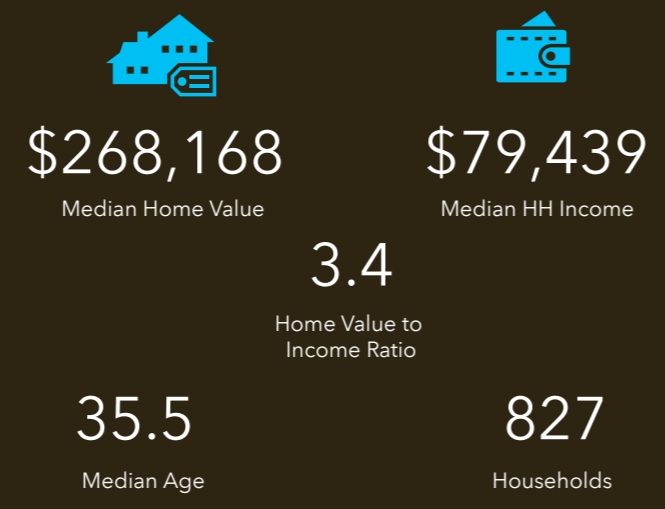 $268,168
$79,439
Median Home Value
Median HH Income
3.4
Home Value to
Income Ratio
35.5
827
Median Age
Households